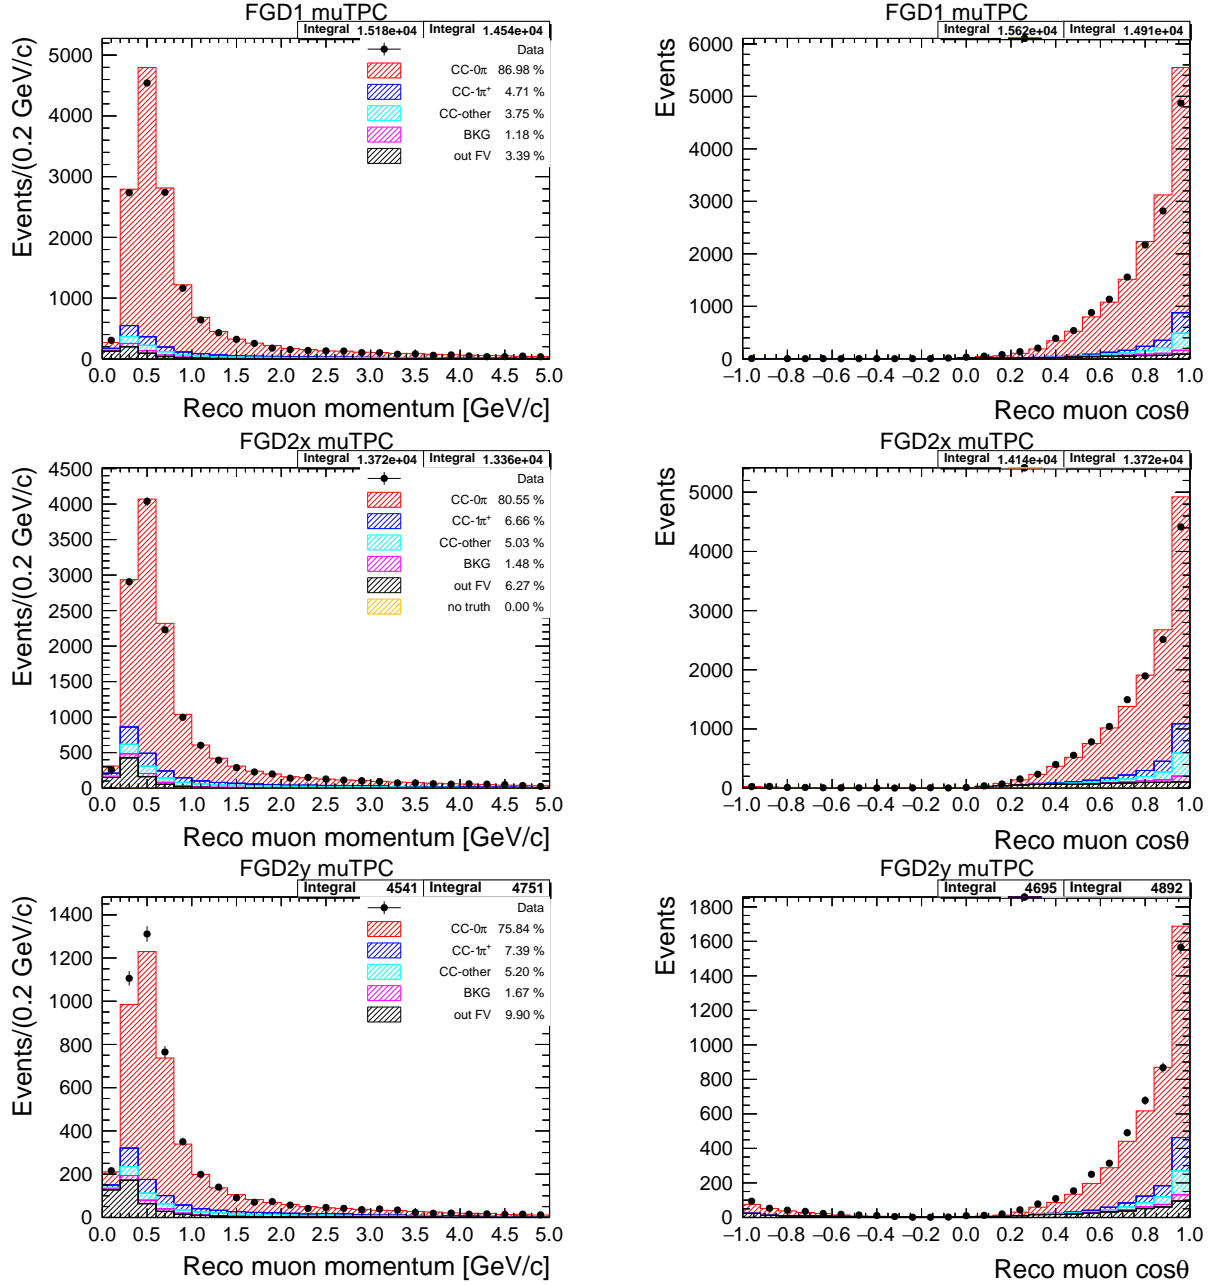 FGD1 muTPC
Integral 1.518e+04 Integral 1.454e+04
Data
CC-0π 86.98 %
CC-1π⁺ 4.71 %
CC-other 3.75 %
BKG 1.18 %
out FV 3.39 %
Events/(0.2 GeV/c)
5000
4000
3000
2000
1000
0
0.0 0.5 1.0 1.5 2.0 2.5 3.0 3.5 4.0 4.5 5.0
Reco muon momentum [GeV/c]
FGD1 muTPC
Integral 1.562e+04 Integral 1.491e+04
Events
6000
5000
4000
3000
2000
1000
0
−1.0 −0.8 −0.6 −0.4 −0.2 0.0 0.2 0.4 0.6 0.8 1.0
Reco muon cosθ
FGD2x muTPC
Integral 1.372e+04 Integral 1.336e+04
Data
CC-0π 80.55 %
CC-1π⁺ 6.66 %
CC-other 5.03 %
BKG 1.48 %
out FV 6.27 %
no truth 0.00 %
Events/(0.2 GeV/c)
4500
4000
3500
3000
2500
2000
1500
1000
500
0
0.0 0.5 1.0 1.5 2.0 2.5 3.0 3.5 4.0 4.5 5.0
Reco muon momentum [GeV/c]
FGD2x muTPC
Integral 1.414e+04 Integral 1.372e+04
Events
5000
4000
3000
2000
1000
0
−1.0 −0.8 −0.6 −0.4 −0.2 0.0 0.2 0.4 0.6 0.8 1.0
Reco muon cosθ
FGD2y muTPC
Integral 4541 Integral 4751
Data
CC-0π 75.84 %
CC-1π⁺ 7.39 %
CC-other 5.20 %
BKG 1.67 %
out FV 9.90 %
Events/(0.2 GeV/c)
1400
1200
1000
800
600
400
200
0
0.0 0.5 1.0 1.5 2.0 2.5 3.0 3.5 4.0 4.5 5.0
Reco muon momentum [GeV/c]
FGD2y muTPC
Integral 4695 Integral 4892
Events
1800
1600
1400
1200
1000
800
600
400
200
0
−1.0 −0.8 −0.6 −0.4 −0.2 0.0 0.2 0.4 0.6 0.8 1.0
Reco muon cosθ